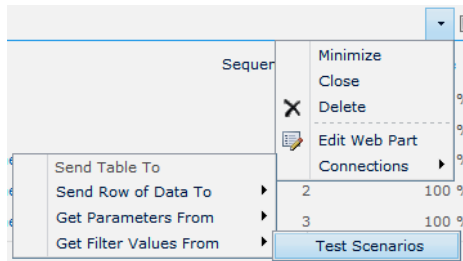 Sequer
Minimize
Close
Delete
Edit Web Part
Connections
Send Table To
Send Row of Data To
Get Parameters From
Get Filter Values From
2 100 %
3 100 %
Test Scenarios